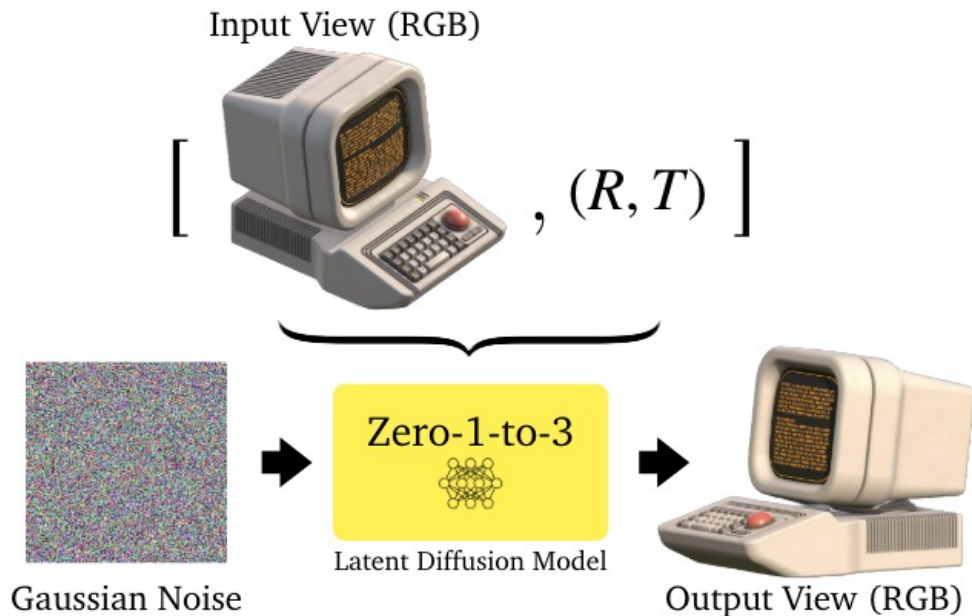 Input View (RGB)
[ , (R, T) ]
Zero-1-to-3
Latent Diffusion Model
Gaussian Noise
Output View (RGB)